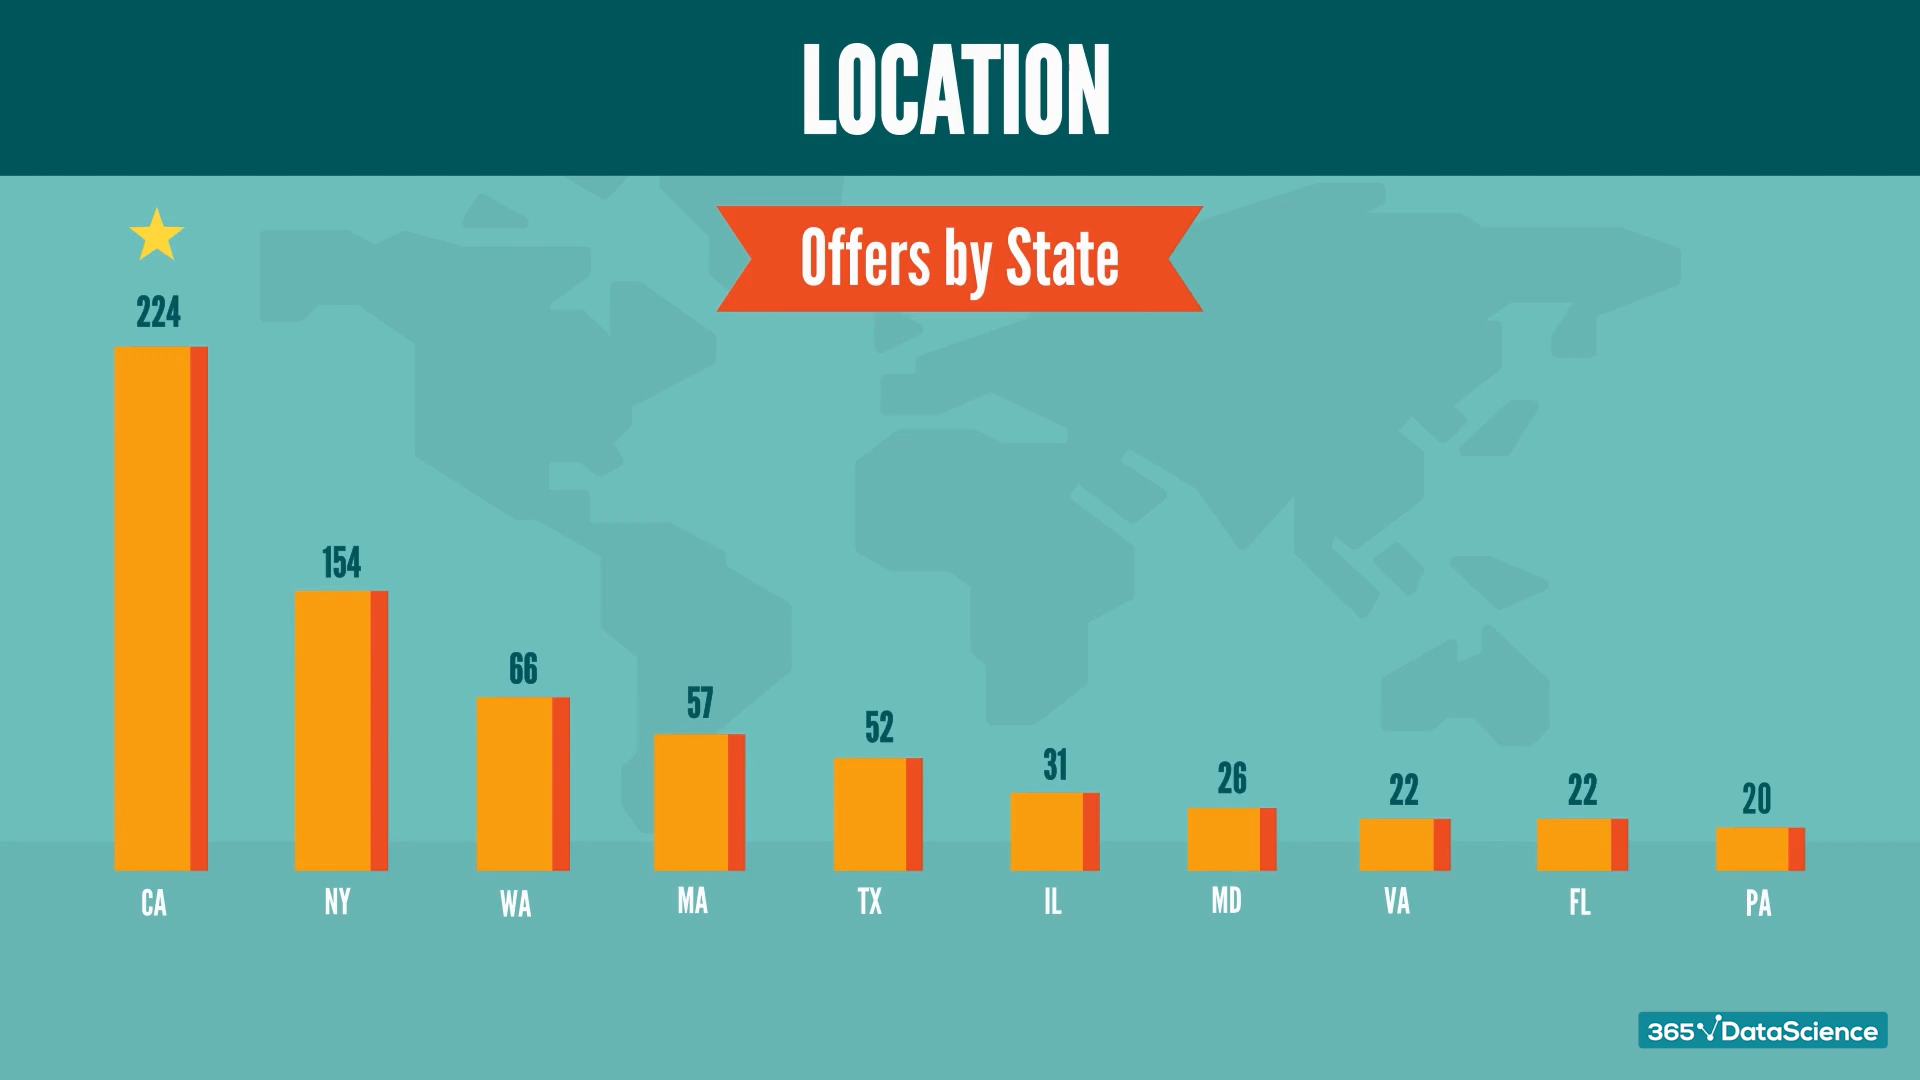 LOCATION
Offers by State
224
154
66
57
52
31
26
22
22
20
CA
NY
WA
MA
TX
IL
MD
VA
FL
PA
365 DataScience